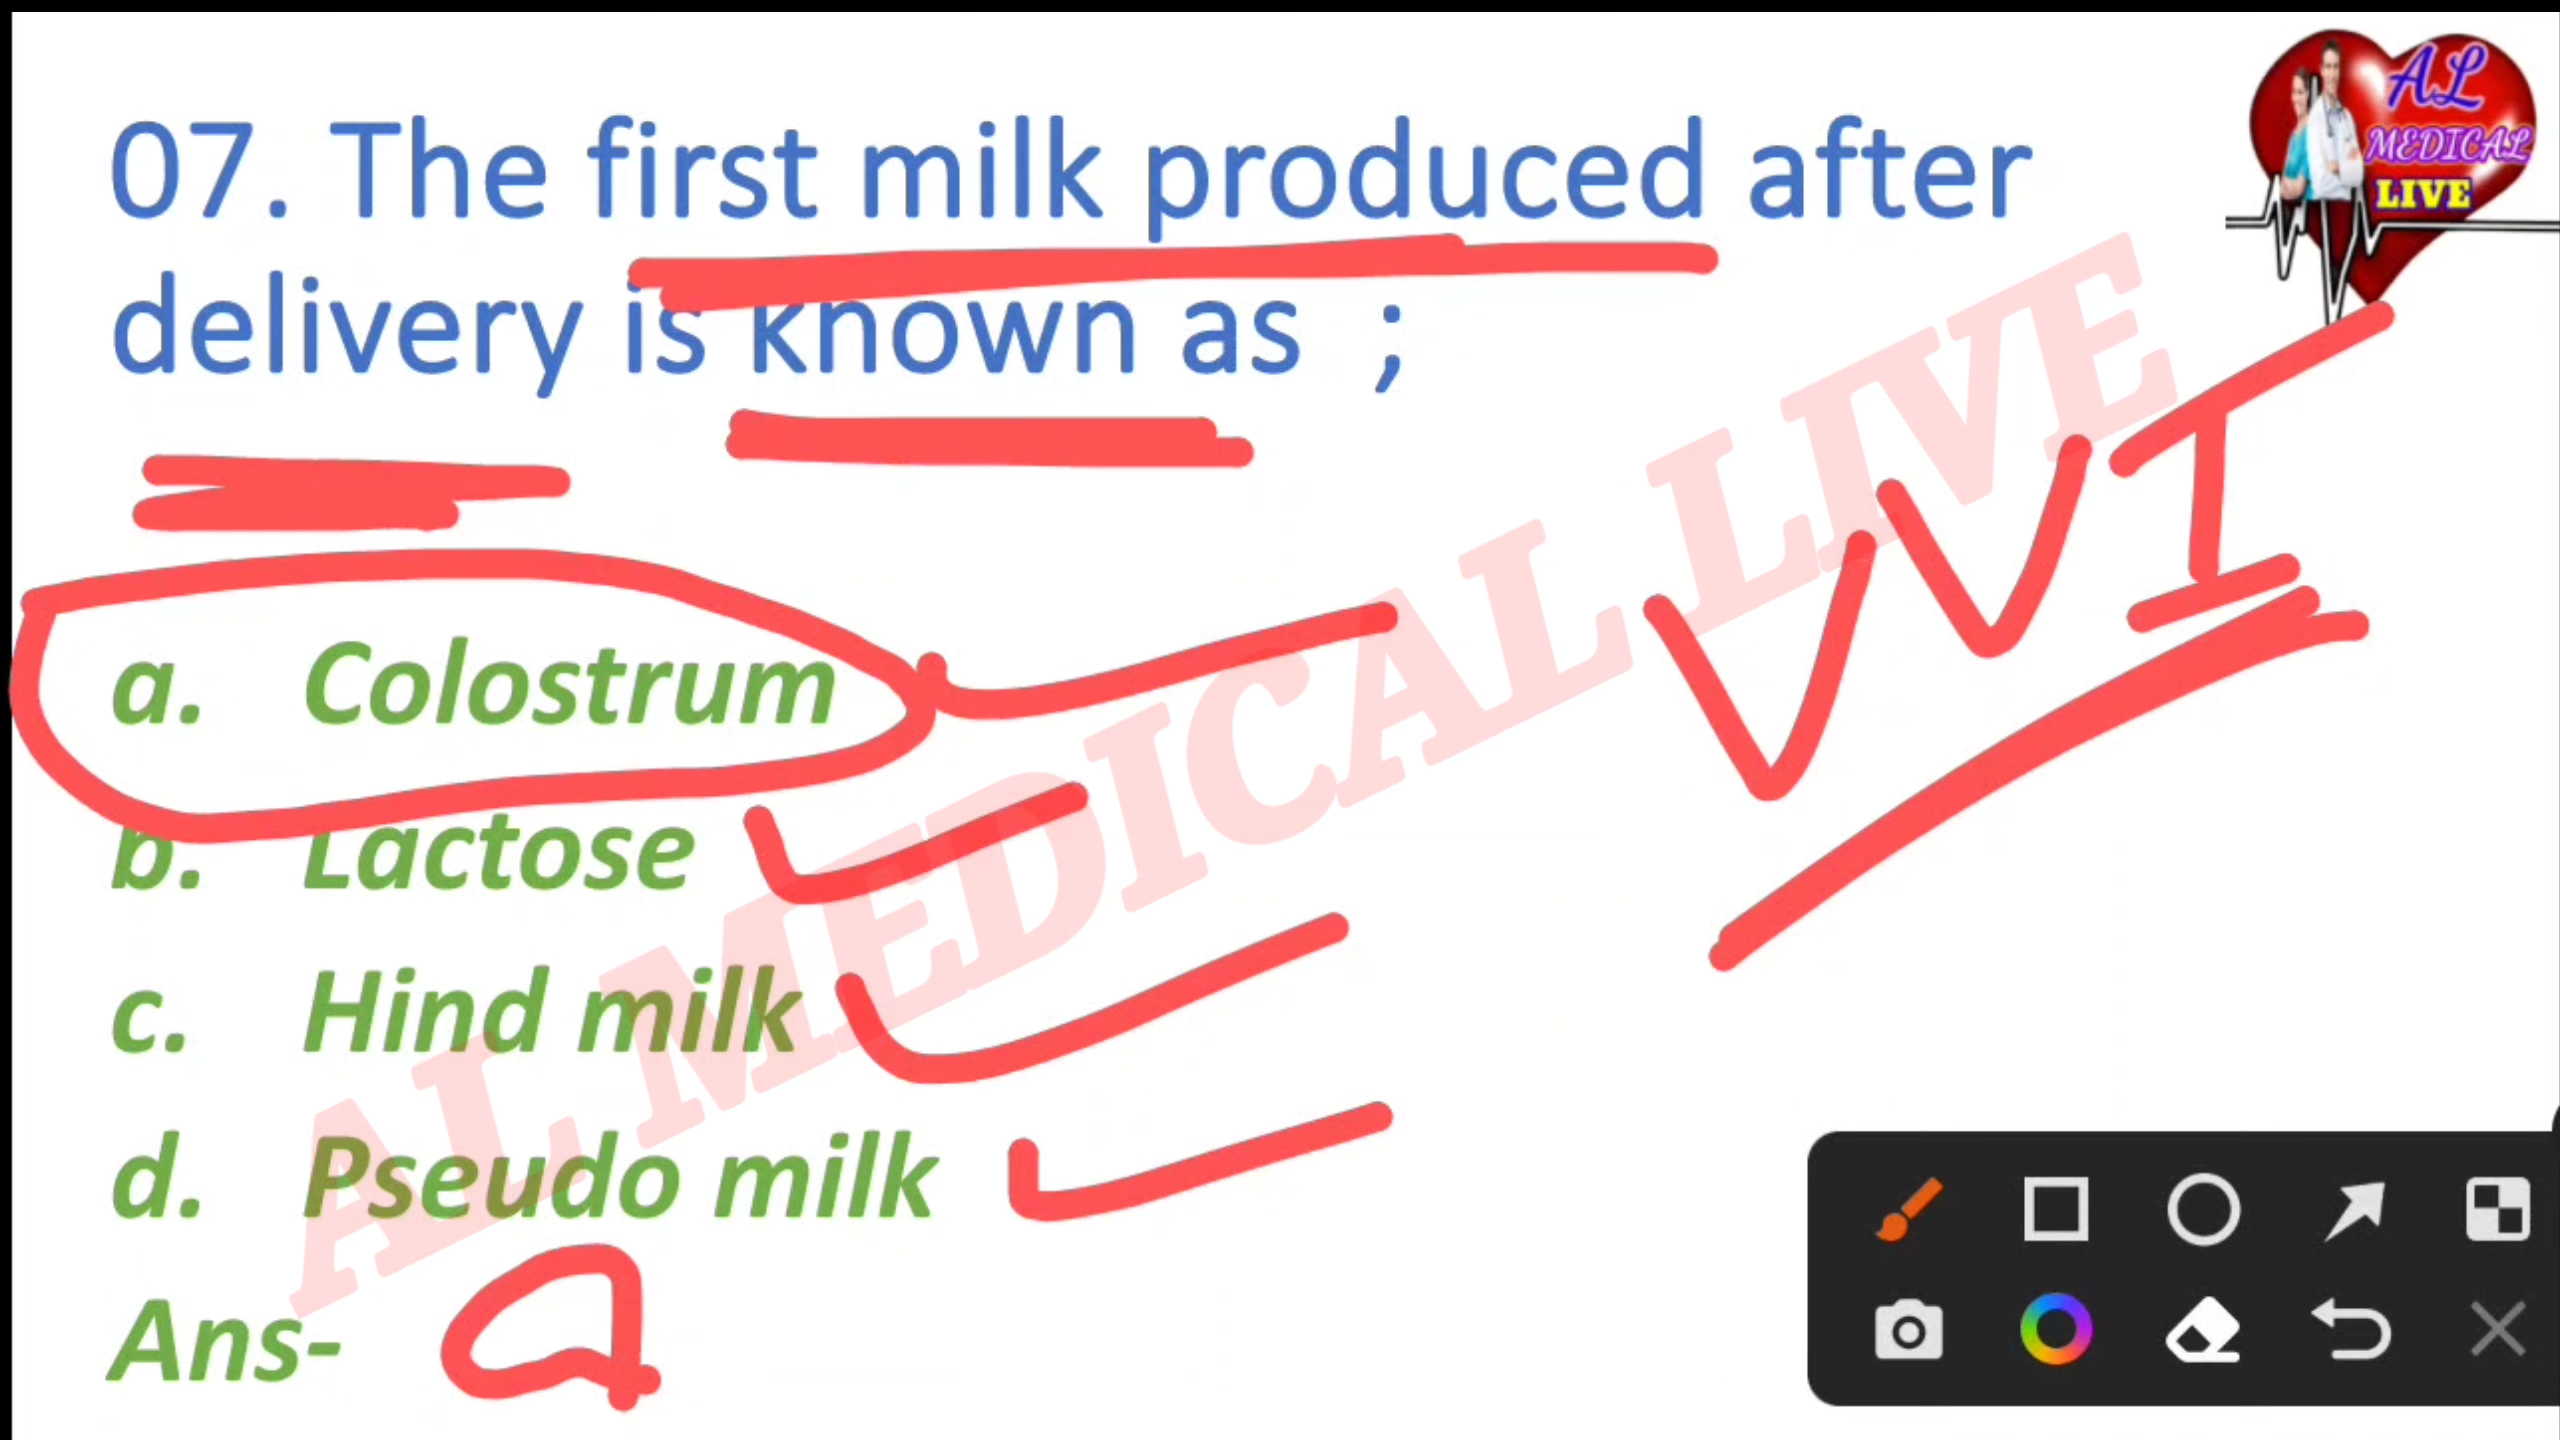 AL
MEDICAL
LIVE
07. The first milk produced after
delivery is known as ;
VVI
a. Colostrum
b. Lactose
c. Hind milk
d. Pseudo milk
Ans- a
AL MEDICAL LIVE